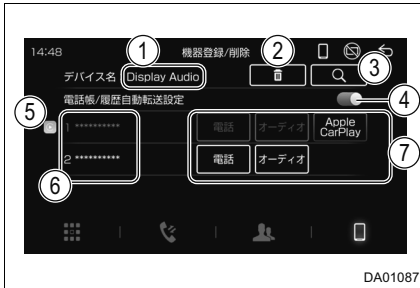 ① ②
14:48 機器登録/削除
デバイス名 Display Audio ③
電話帳/履歴自動転送設定 ④
⑤ 1 ********** 電話 オーディオ Apple CarPlay
2 ********** 電話 オーディオ ⑦
⑥
DA01087